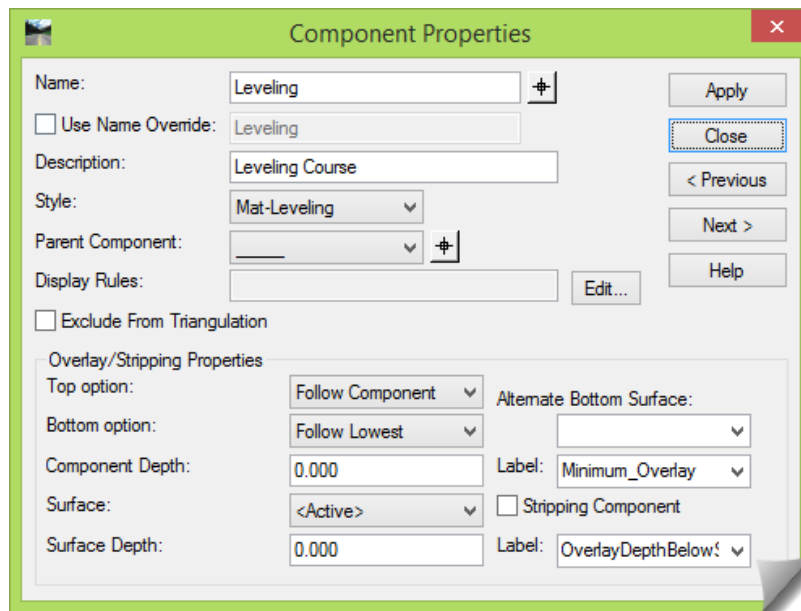 Component Properties
Name: Leveling
Apply
Use Name Override: Leveling
Close
Description: Leveling Course
< Previous
Style: Mat-Leveling
Next >
Parent Component:
Help
Display Rules:
Edit...
Exclude From Triangulation
Overlay/Stripping Properties
Top option: Follow Component
Alternate Bottom Surface:
Bottom option: Follow Lowest
Component Depth: 0.000 Label: Minimum_Overlay
Surface: <Active> Stripping Component
Surface Depth: 0.000 Label: OverlayDepthBelow